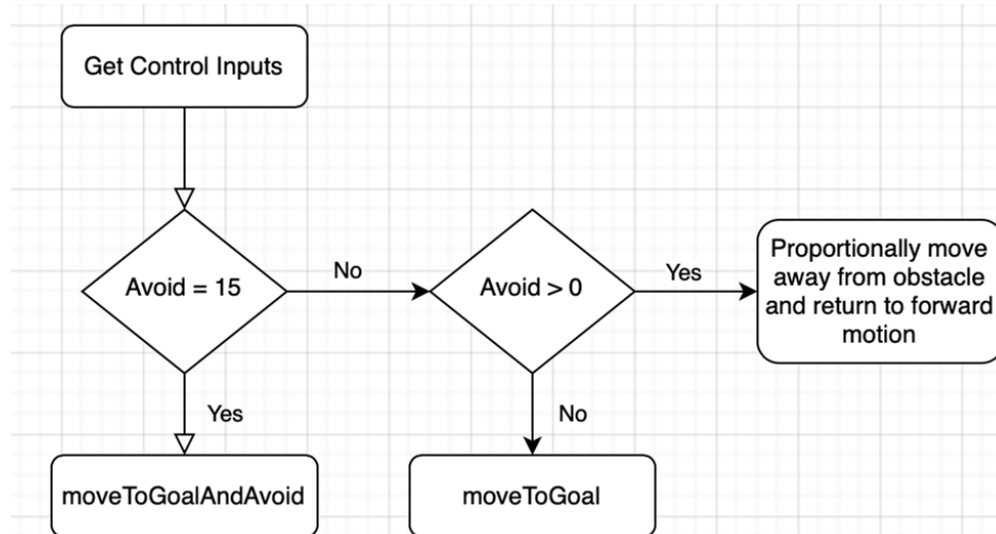 Get Control Inputs
Avoid = 15
No
Avoid > 0
Yes
Proportionally move
away from obstacle
and return to forward
motion
Yes
No
moveToGoalAndAvoid
moveToGoal